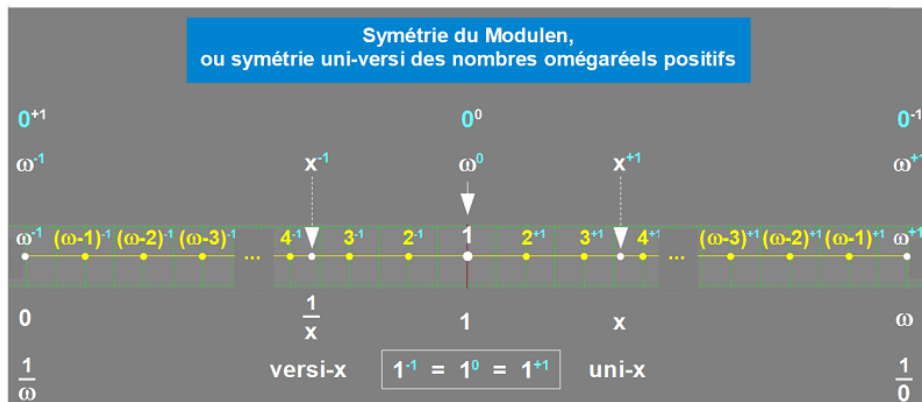 Symétrie du Modulen,
ou symétrie uni-versi des nombres omégaréels positifs
0⁺¹ 0⁰ 0⁻¹
ω⁻¹ x⁻¹ ω⁰ x⁺¹ ω⁺¹
ω⁻¹ (ω-1)⁻¹ (ω-2)⁻¹ (ω-3)⁻¹ ... 4⁻¹ 3⁻¹ 2⁻¹ 1 2⁺¹ 3⁺¹ 4⁺¹ ... (ω-3)⁺¹ (ω-2)⁺¹ (ω-1)⁺¹ ω⁺¹
0 1/x 1 x ω
1/ω versi-x 1⁻¹ = 1⁰ = 1⁺¹ uni-x 1/0